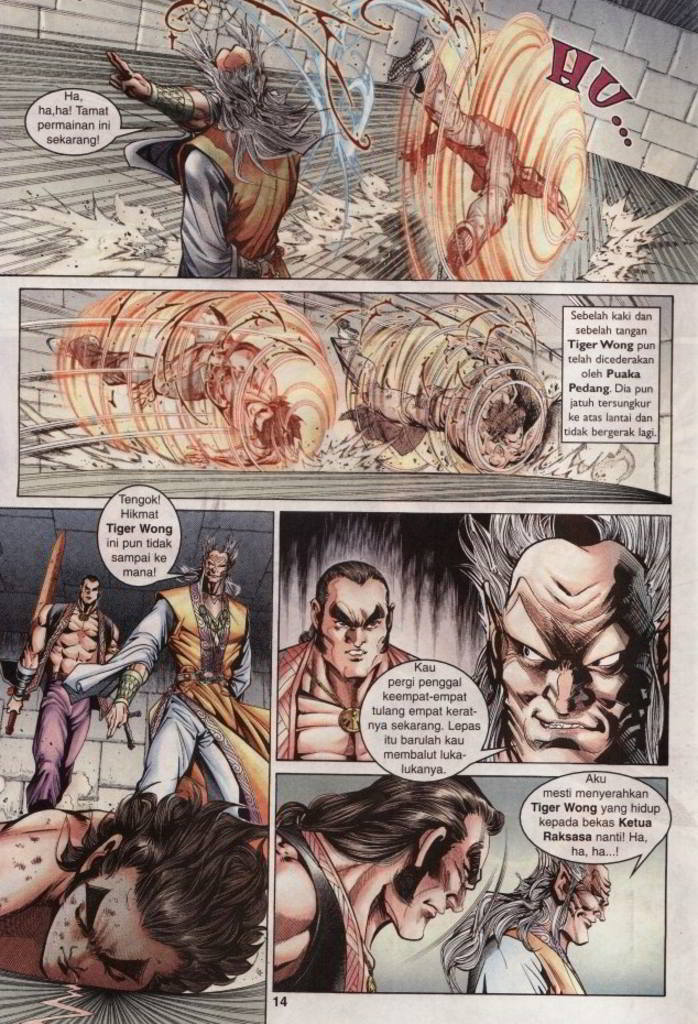 Ha,
ha,ha! Tamat
permainan ini
sekarang!
HU...
Sebelah kaki dan
sebelah tangan
Tiger Wong pun
telah dicederakan
oleh Puaka
Pedang. Dia pun
jatuh tersungkur
ke atas lantai dan
tidak bergerak lagi.
Tengok!
Hikmat
Tiger Wong
ini pun tidak
sampai ke
mana!
Kau
pergi penggal
keempat-empat
tulang empat kerat-
nya sekarang. Lepas
itu barulah kau
membalut luka-
lukanya.
Aku
mesti menyerahkan
Tiger Wong yang hidup
kepada bekas Ketua
Raksasa nanti! Ha,
ha, ha...!
14